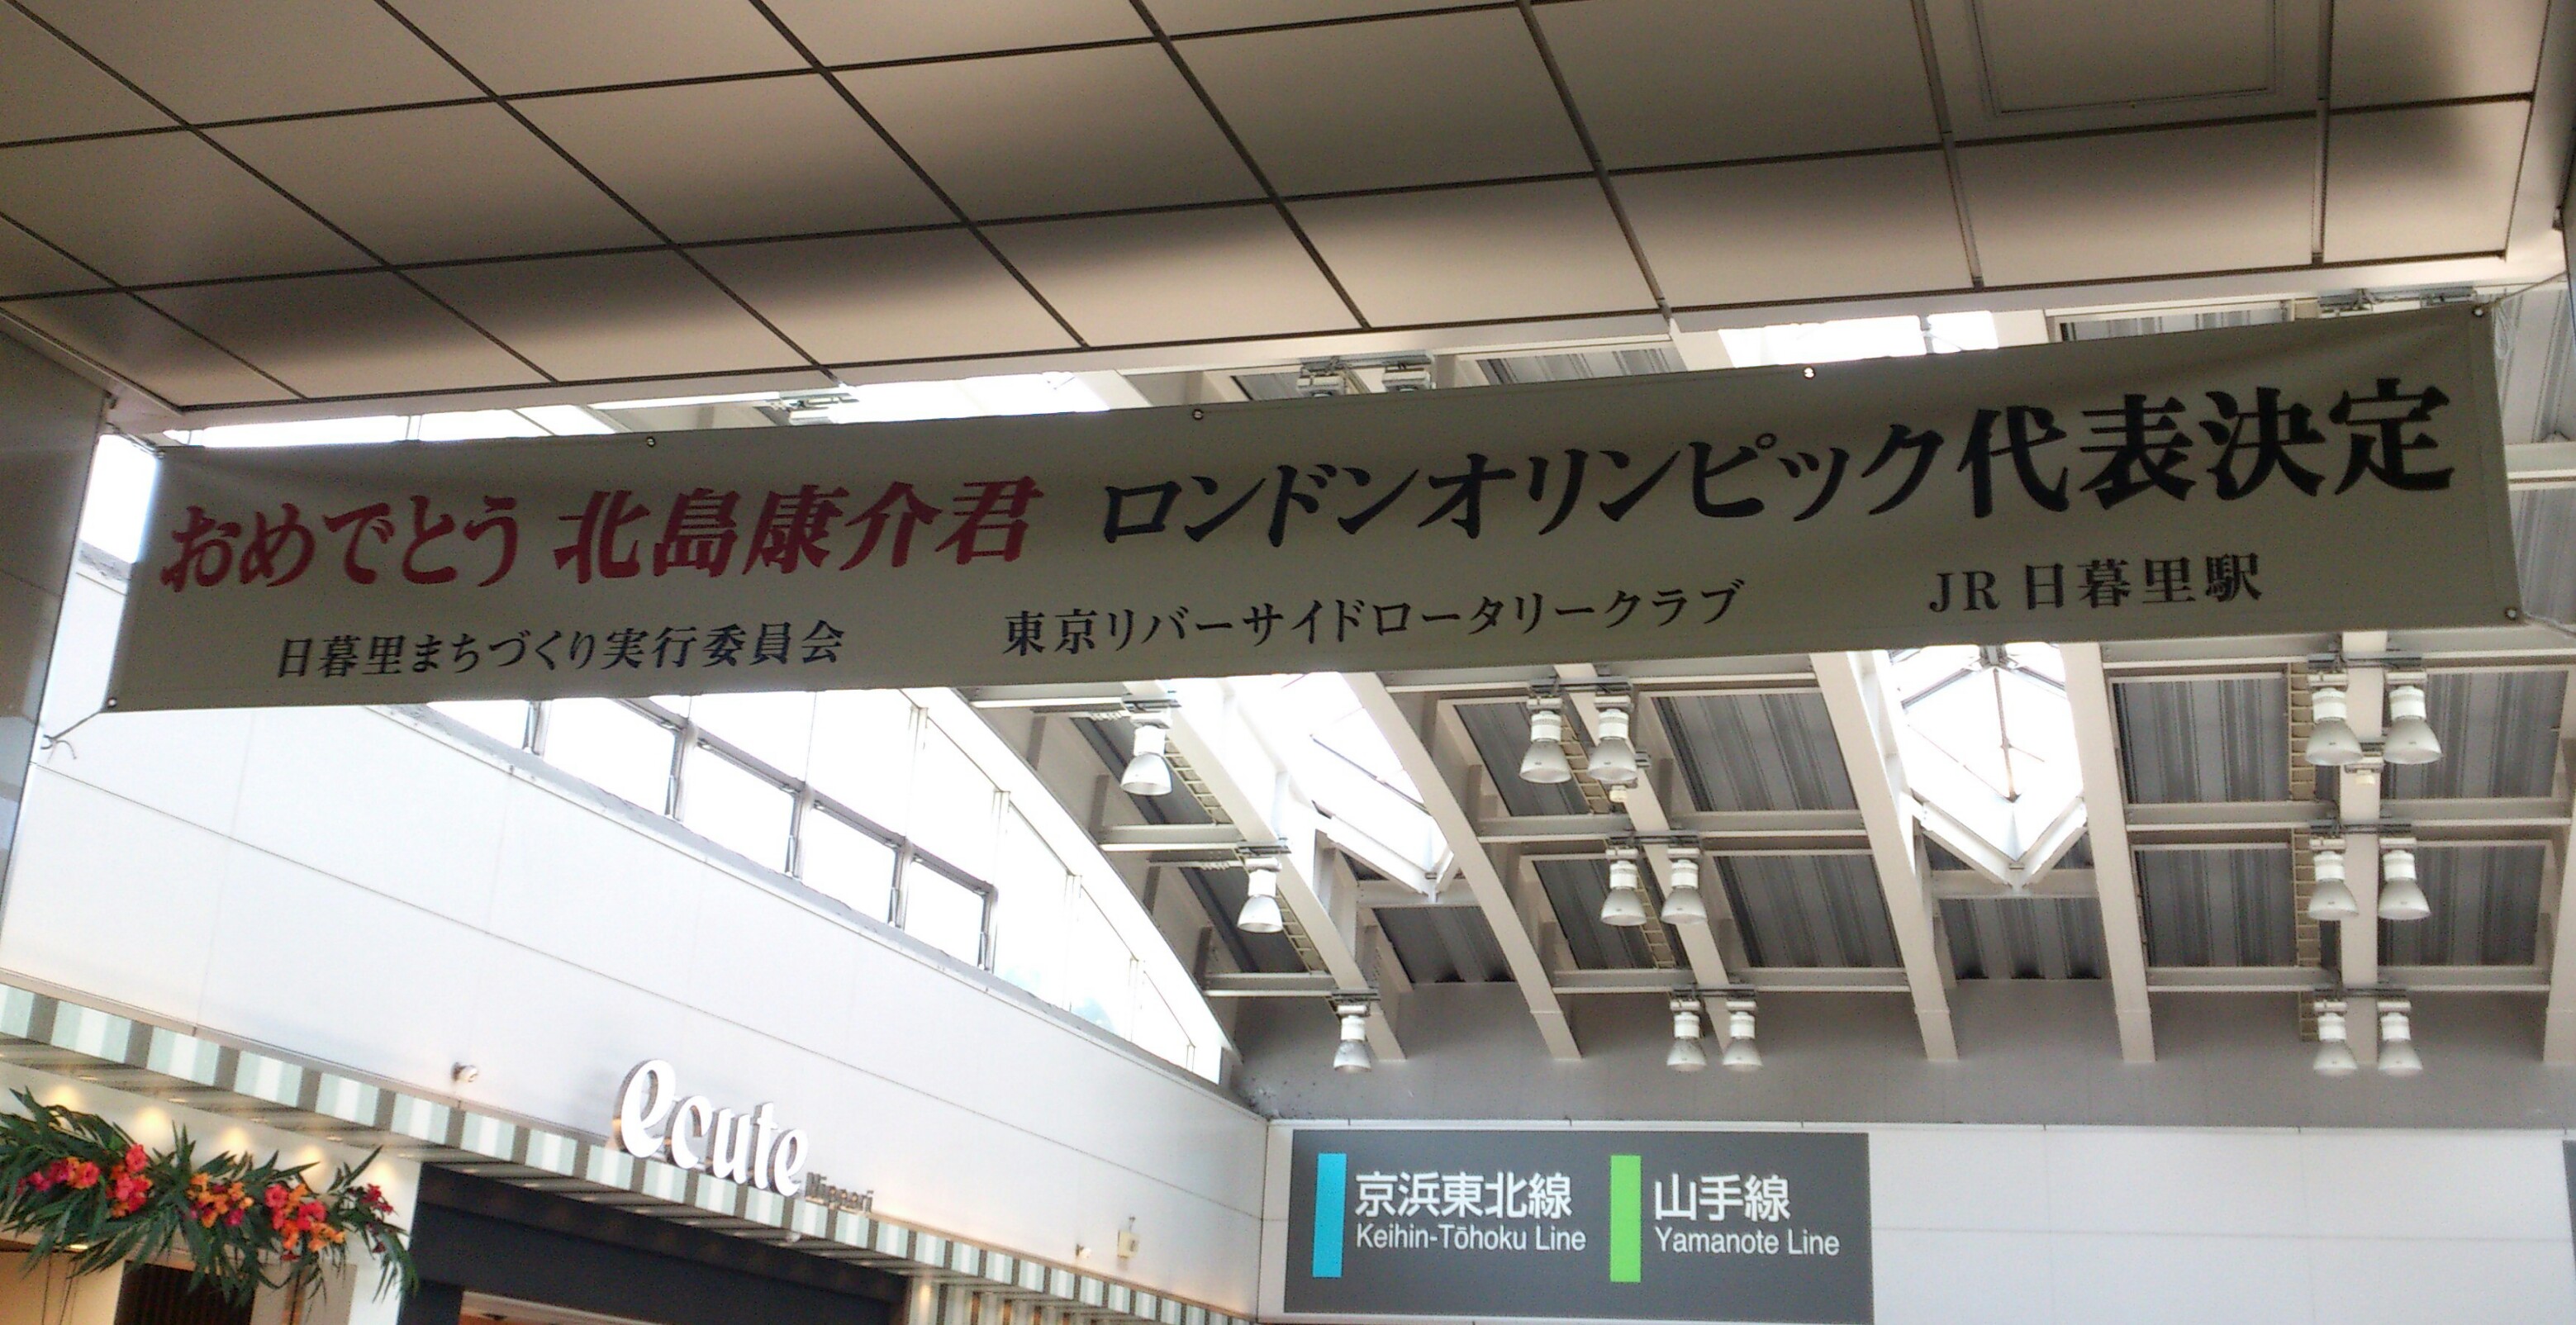 おめでとう 北島康介君 ロンドンオリンピック代表決定
日暮里まちづくり実行委員会 東京リバーサイドロータリークラブ JR 日暮里駅
ecute
Nippori
京浜東北線
Keihin-Tōhoku Line
山手線
Yamanote Line